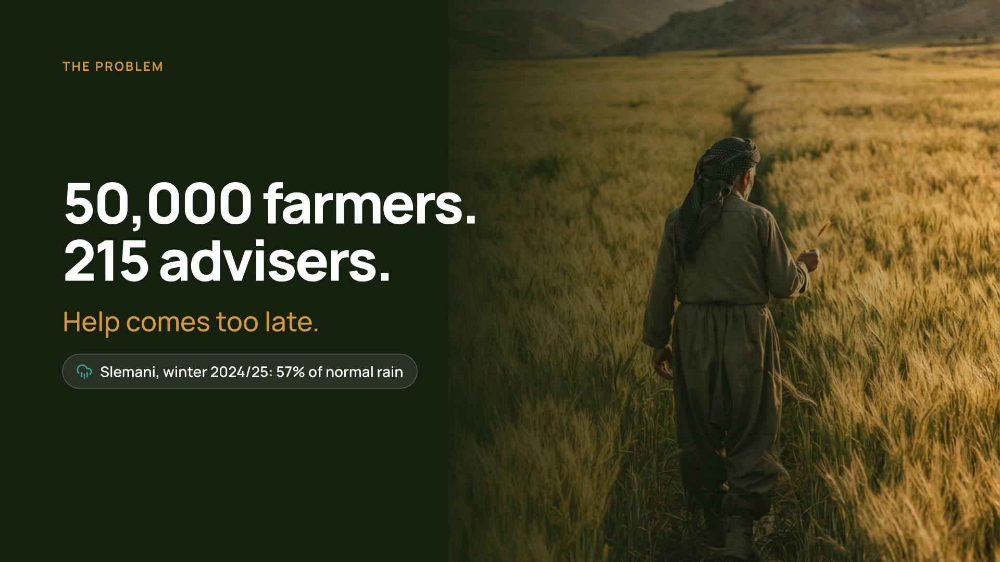 THE PROBLEM
50,000 farmers.
215 advisers.
Help comes too late.
Slemani, winter 2024/25: 57% of normal rain